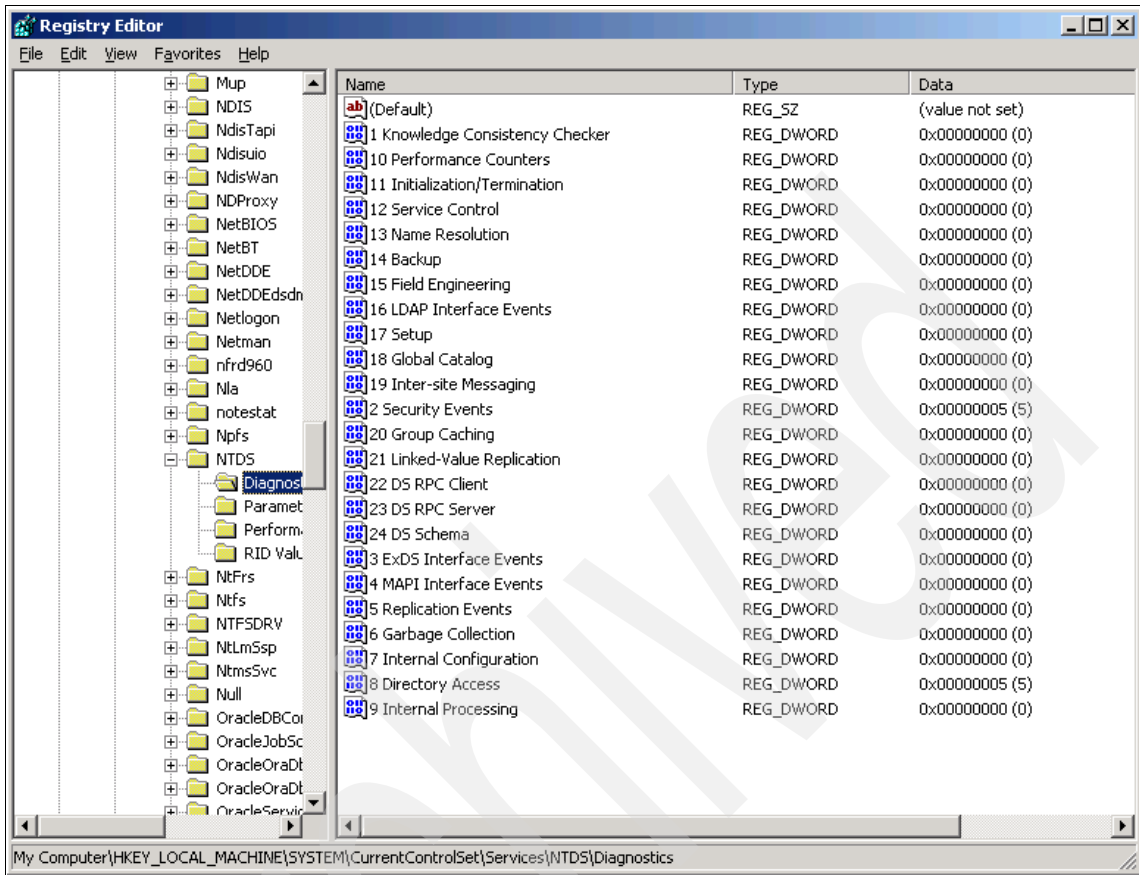 Registry Editor
File Edit View Favorites Help
Mup
NDIS
NdisTapi
Ndisuio
NdisWan
NDProxy
NetBIOS
NetBT
NetDDE
NetDDEdsdn
Netlogon
Netman
nfrd960
Nla
notestat
Npfs
NTDS
Diagnos
Paramet
Perform
RID Valu
NtFrs
Ntfs
NTFSDRV
NtLmSsp
NtmsSvc
Null
OracleDBCo
OracleJobSc
OracleOraDb
OracleOraDb
OracleServic
Name Type Data
(Default) REG_SZ (value not set)
1 Knowledge Consistency Checker REG_DWORD 0x00000000 (0)
10 Performance Counters REG_DWORD 0x00000000 (0)
11 Initialization/Termination REG_DWORD 0x00000000 (0)
12 Service Control REG_DWORD 0x00000000 (0)
13 Name Resolution REG_DWORD 0x00000000 (0)
14 Backup REG_DWORD 0x00000000 (0)
15 Field Engineering REG_DWORD 0x00000000 (0)
16 LDAP Interface Events REG_DWORD 0x00000000 (0)
17 Setup REG_DWORD 0x00000000 (0)
18 Global Catalog REG_DWORD 0x00000000 (0)
19 Inter-site Messaging REG_DWORD 0x00000000 (0)
2 Security Events REG_DWORD 0x00000005 (5)
20 Group Caching REG_DWORD 0x00000000 (0)
21 Linked-Value Replication REG_DWORD 0x00000000 (0)
22 DS RPC Client REG_DWORD 0x00000000 (0)
23 DS RPC Server REG_DWORD 0x00000000 (0)
24 DS Schema REG_DWORD 0x00000000 (0)
3 ExDS Interface Events REG_DWORD 0x00000000 (0)
4 MAPI Interface Events REG_DWORD 0x00000000 (0)
5 Replication Events REG_DWORD 0x00000000 (0)
6 Garbage Collection REG_DWORD 0x00000000 (0)
7 Internal Configuration REG_DWORD 0x00000000 (0)
8 Directory Access REG_DWORD 0x00000005 (5)
9 Internal Processing REG_DWORD 0x00000000 (0)
My Computer\HKEY_LOCAL_MACHINE\SYSTEM\CurrentControlSet\Services\NTDS\Diagnostics